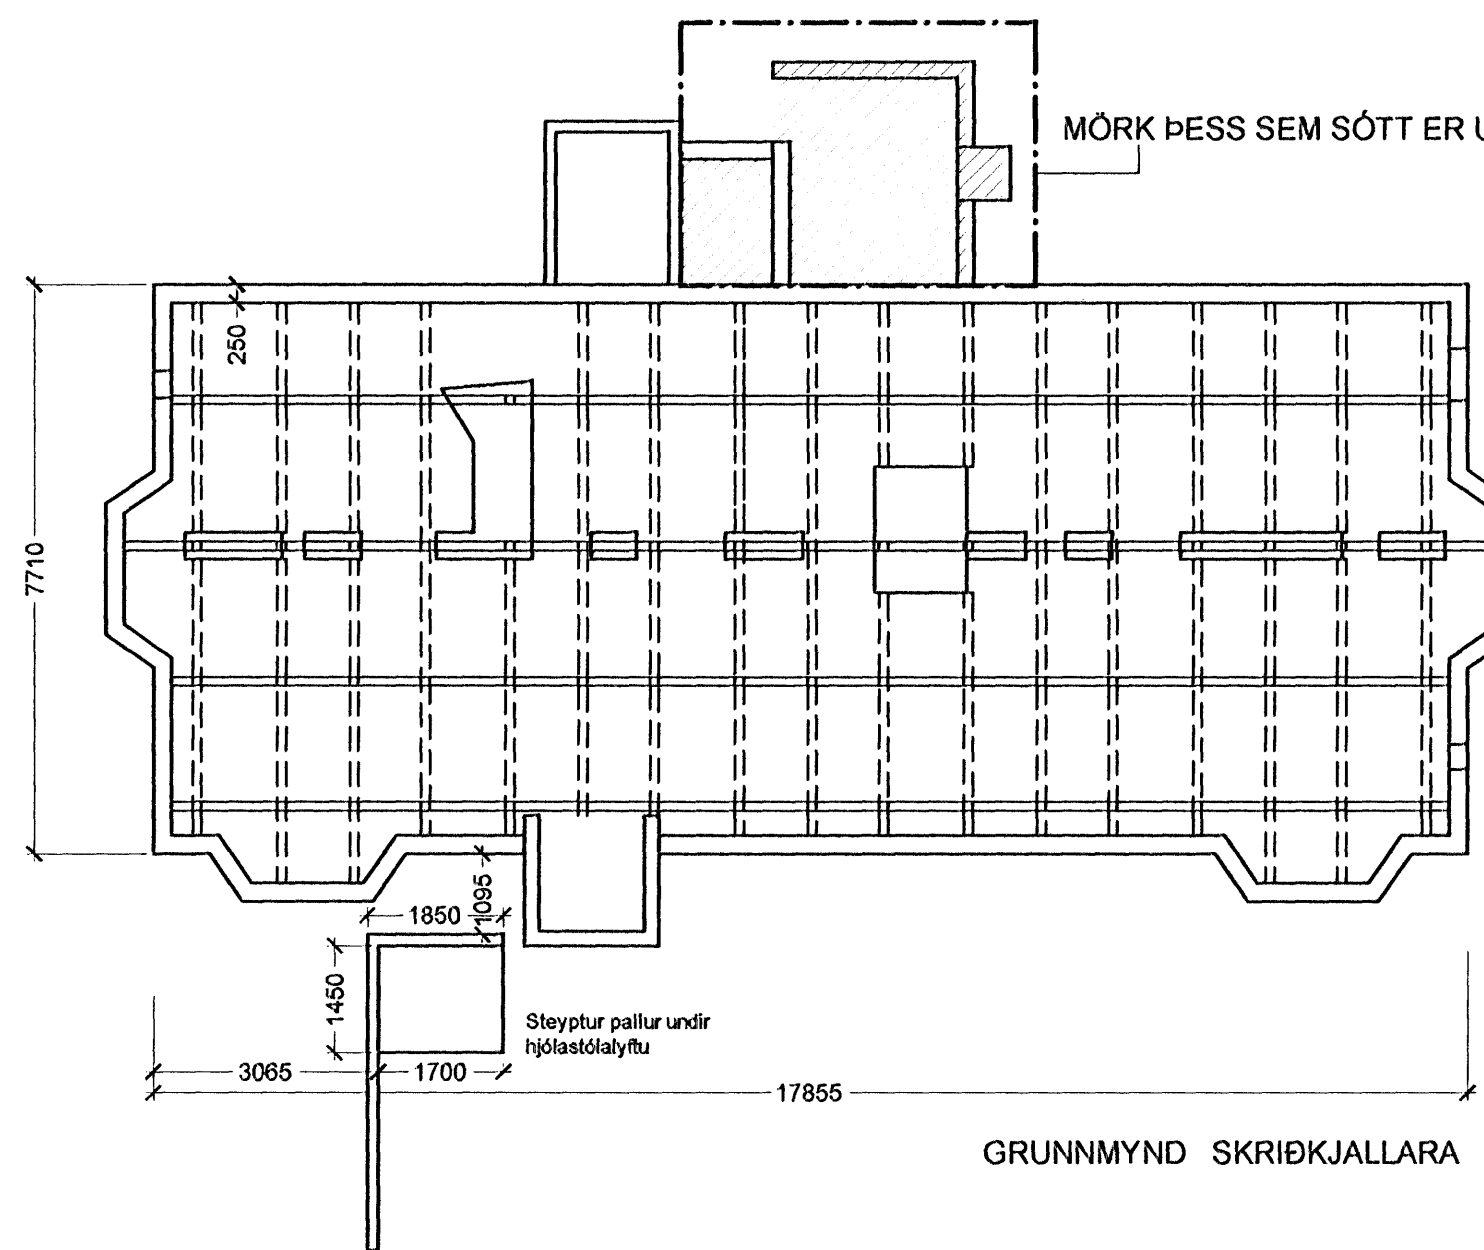 MÖRK ÞESS SEM SÓTT ER U
250
7710
1850
1095
1450
Steyptur pallur undir
hjólastólalyftu
3065
1700
17855
GRUNNMYND SKRIÐKJALLARA